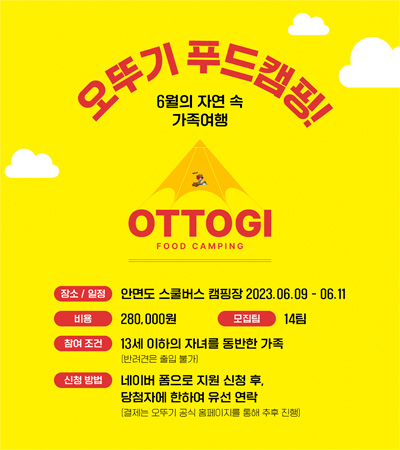 오뚜기 푸드캠핑!
6월의 자연 속
가족여행
OTTOGI
FOOD CAMPING
장소 / 일정 안면도 스쿨버스 캠핑장 2023.06.09 - 06.11
비용 280,000원 모집팀 14팀
참여 조건 13세 이하의 자녀를 동반한 가족
(반려견은 출입 불가)
신청 방법 네이버 폼으로 지원 신청 후,
당첨자에 한하여 유선 연락
(결제는 오뚜기 공식 홈페이지를 통해 추후 진행)